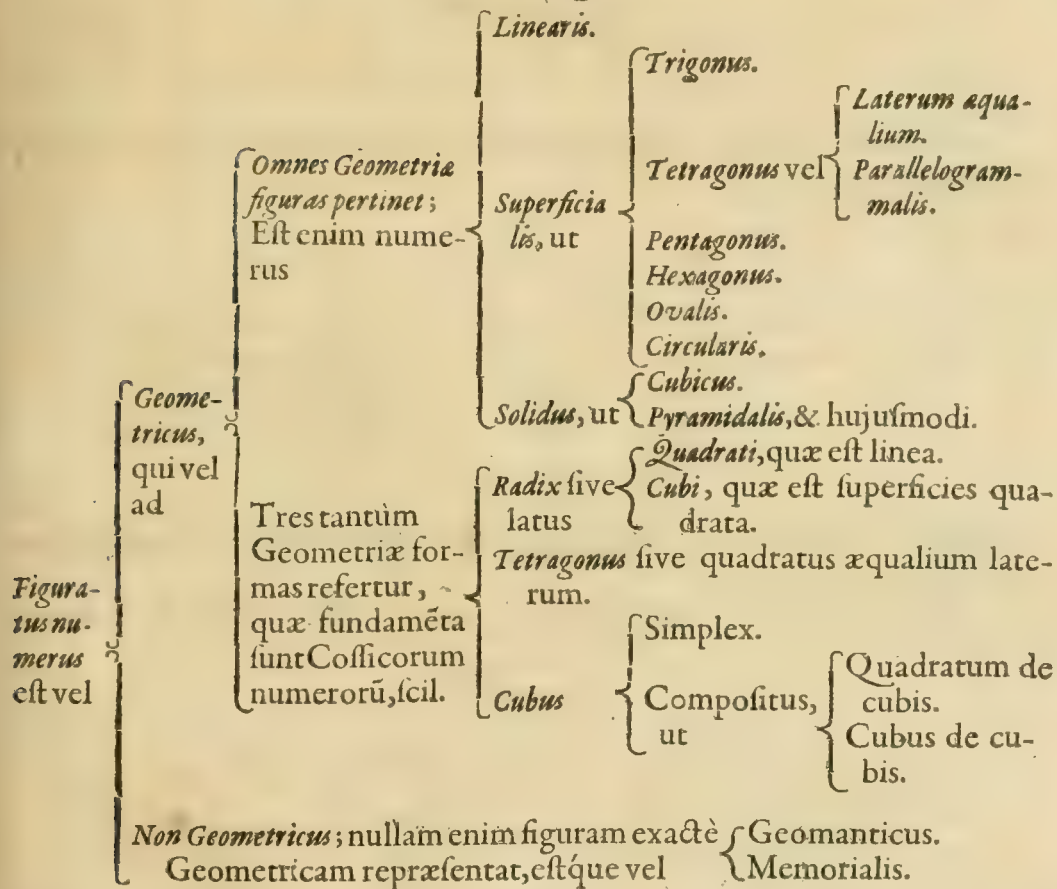 Figura-
tus nu-
merus
est vel
Geome-
tricus,
qui vel
ad
Omnes Geometriæ
figuras pertinet;
Est enim nume-
rus
Linearis.
Superficia
lis, ut
Trigonus.
Tetragonus vel
Laterum æqua-
lium.
Parallelogram-
malis.
Pentagonus.
Hexagonus.
Ovalis.
Circularis.
Solidus, ut
Cubicus.
Pyramidalis, & hujusmodi.
Tres tantùm
Geometriæ for-
mas refertur,
quæ fundamẽta
sunt Cossicorum
numerorũ, scil.
Radix sive
latus
Quadrati, quæ est linea.
Cubi, quæ est superficies qua-
drata.
Tetragonus sive quadratus æqualium late-
rum.
Cubus
Simplex.
Compositus,
ut
Quadratum de
cubis.
Cubus de cu-
bis.
Non Geometricus; nullam enim figuram exactè
Geometricam repræsentat, estq́ue vel
Geomanticus.
Memorialis.